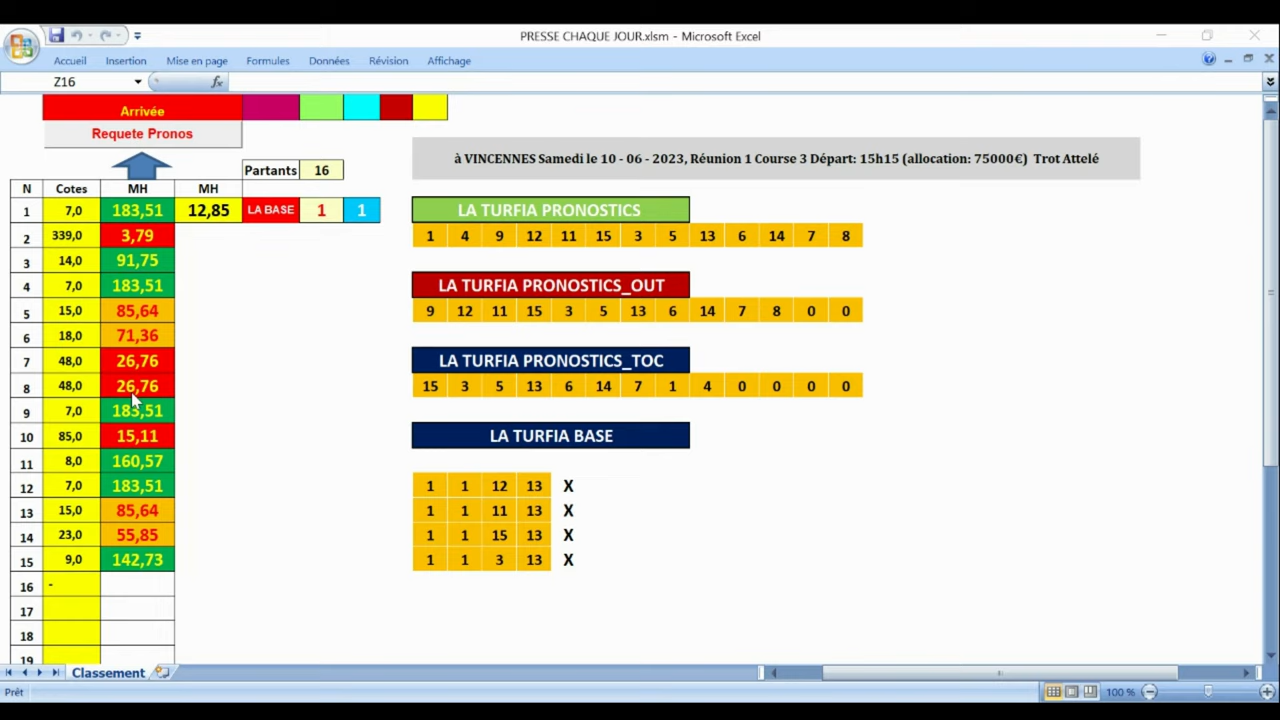 PRESSE CHAQUE JOUR.xlsm - Microsoft Excel
Accueil Insertion Mise en page Formules Données Révision Affichage
Z16 fx
Arrivée
Requete Pronos
à VINCENNES Samedi le 10 - 06 - 2023, Réunion 1 Course 3 Départ: 15h15 (allocation: 75000€) Trot Attelé
Partants 16
N Cotes MH MH
1 7,0 183,51 12,85 LA BASE 1 1 LA TURFIA PRONOSTICS
2 339,0 3,79 1 4 9 12 11 15 3 5 13 6 14 7 8
3 14,0 91,75
4 7,0 183,51 LA TURFIA PRONOSTICS_OUT
5 15,0 85,64 9 12 11 15 3 5 13 6 14 7 8 0 0
6 18,0 71,36
7 48,0 26,76 LA TURFIA PRONOSTICS_TOC
8 48,0 26,76 15 3 5 13 6 14 7 1 4 0 0 0 0
9 7,0 183,51
10 85,0 15,11 LA TURFIA BASE
11 8,0 160,57
12 7,0 183,51 1 1 12 13 X
13 15,0 85,64 1 1 11 13 X
14 23,0 55,85 1 1 15 13 X
15 9,0 142,73 1 1 3 13 X
16 -
17
18
19
Classement
Prêt 100 %